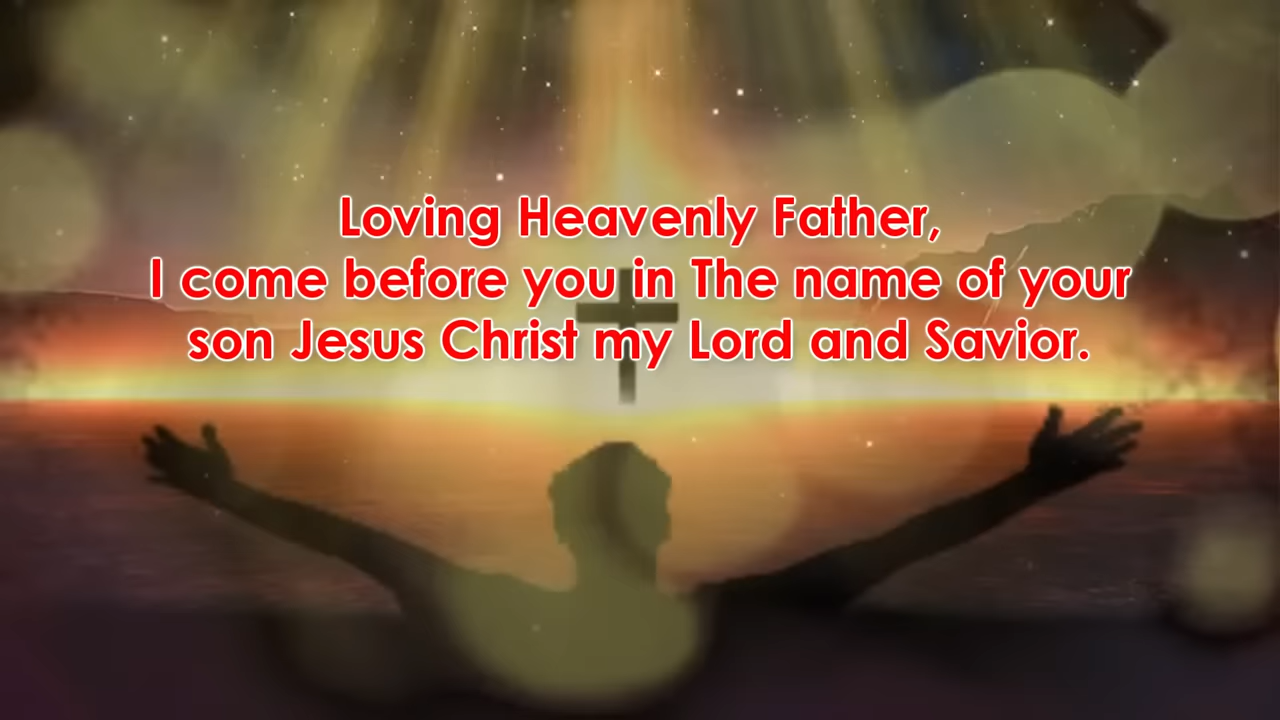 Loving Heavenly Father,
I come before you in The name of your
son Jesus Christ my Lord and Savior.